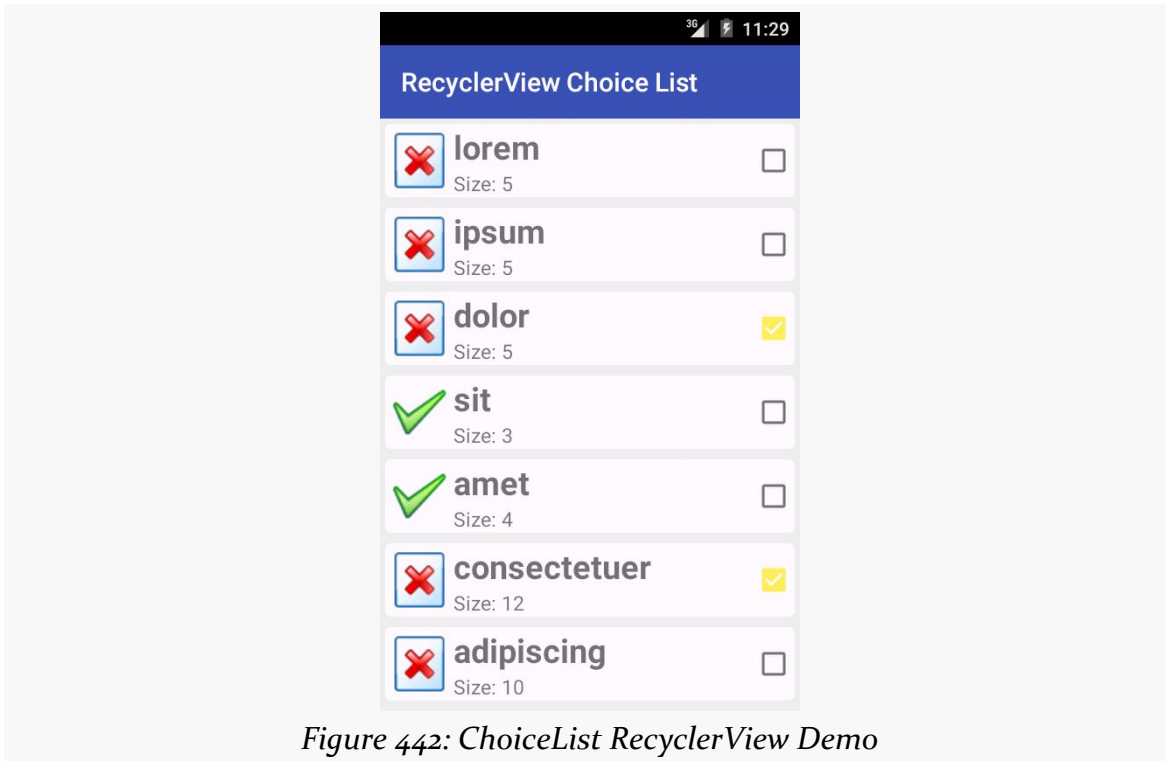 3G 11:29
RecyclerView Choice List
lorem
Size: 5
ipsum
Size: 5
dolor
Size: 5
sit
Size: 3
amet
Size: 4
consectetuer
Size: 12
adipiscing
Size: 10
Figure 442: ChoiceList RecyclerView Demo